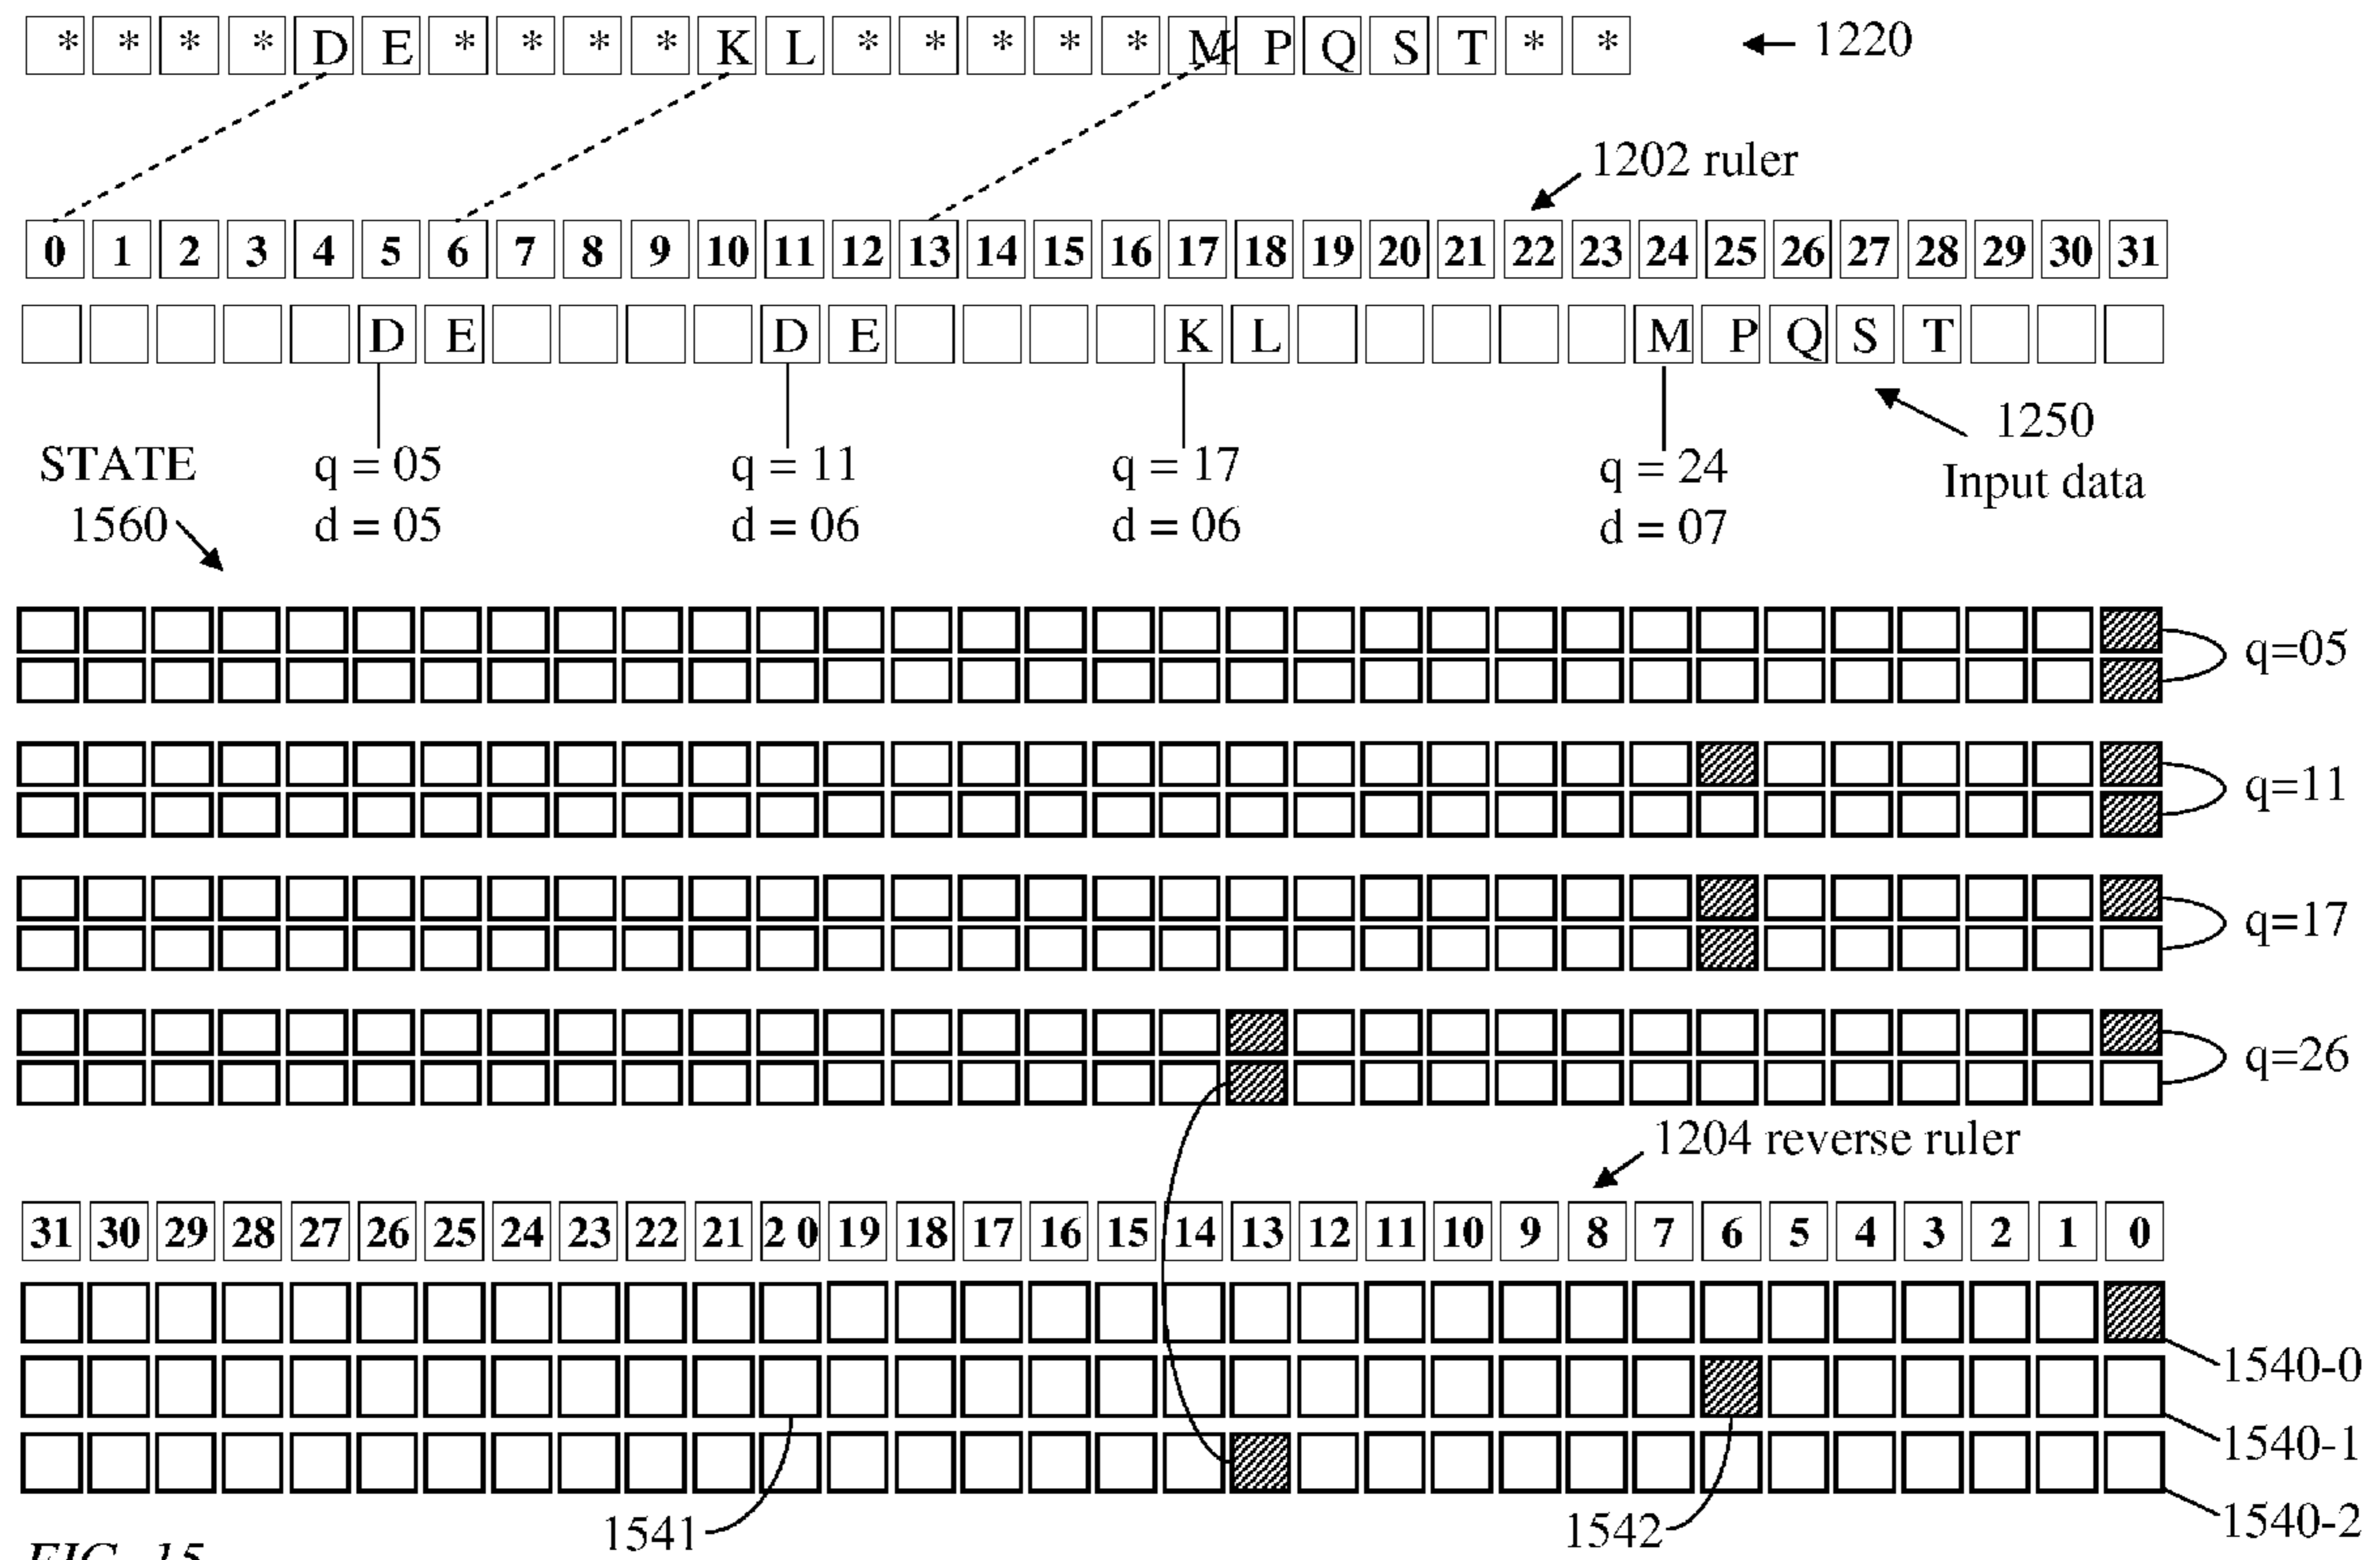 * * * * D E * * * * K L * * * * * M P Q S T * * 1220
1202 ruler
0 1 2 3 4 5 6 7 8 9 10 11 12 13 14 15 16 17 18 19 20 21 22 23 24 25 26 27 28 29 30 31
D E D E K L M P Q S T
1250
Input data
STATE
1560
q = 05
d = 05
q = 11
d = 06
q = 17
d = 06
q = 24
d = 07
q=05
q=11
q=17
q=26
1204 reverse ruler
31 30 29 28 27 26 25 24 23 22 21 2 0 19 18 17 16 15 14 13 12 11 10 9 8 7 6 5 4 3 2 1 0
1540-0
1540-1
1540-2
1541
1542
FIG. 15